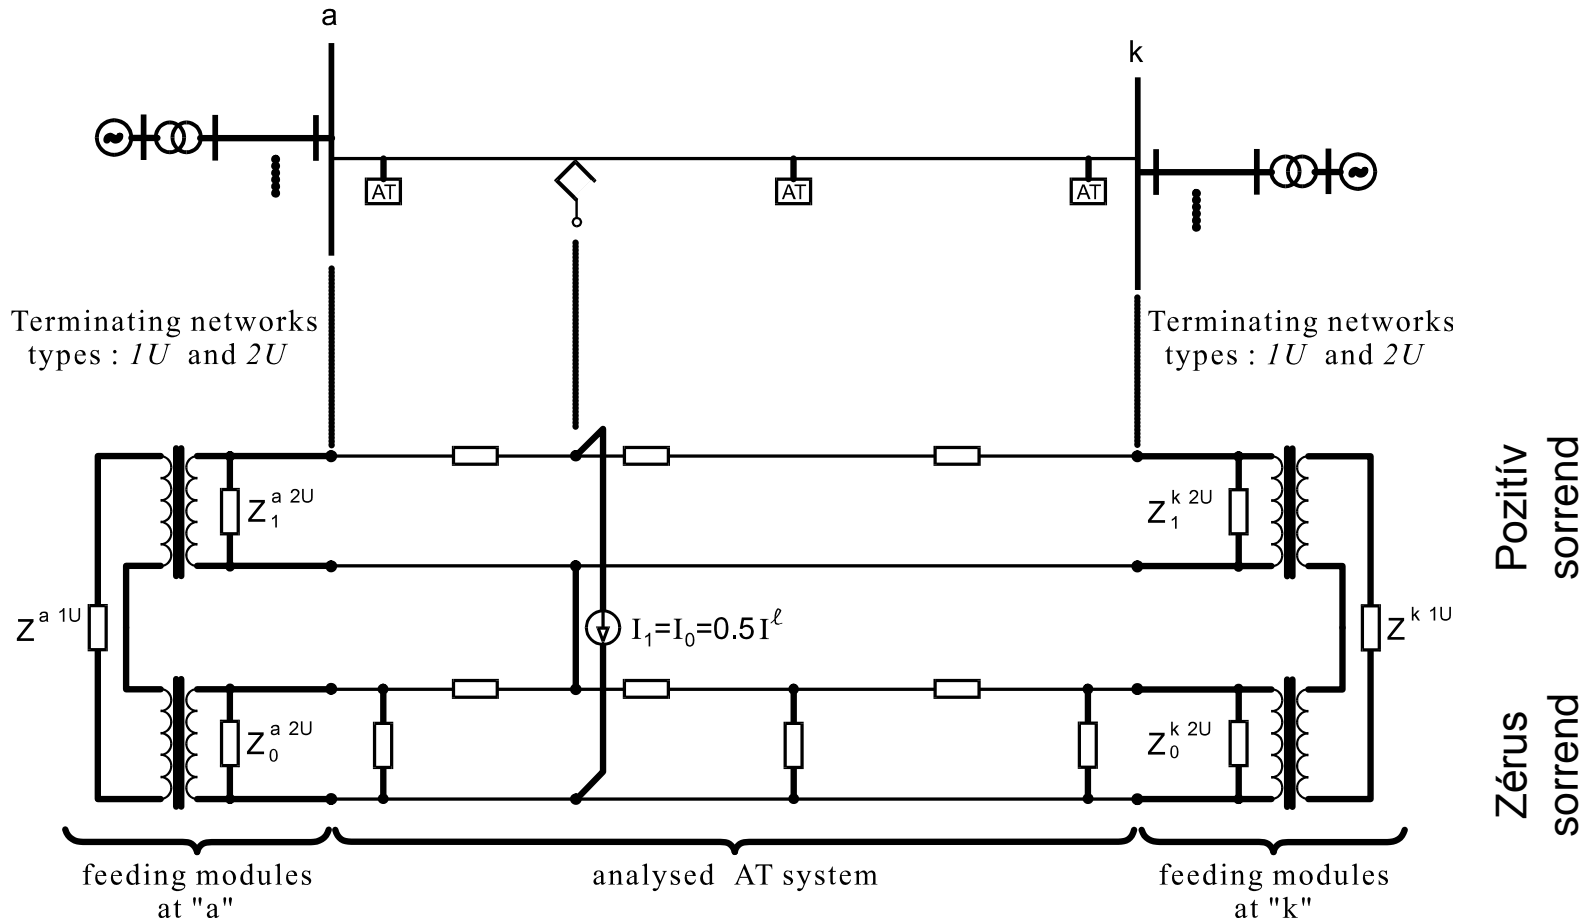 a
k
AT
AT
AT
Terminating networks
types : 1U and 2U
Terminating networks
types : 1U and 2U
Z₁ᵃ ²ᵁ
Z₁ᵏ ²ᵁ
Pozitív
sorrend
Zᵃ ¹ᵁ
I₁=I₀=0.5Iℓ
Zᵏ ¹ᵁ
Z₀ᵃ ²ᵁ
Z₀ᵏ ²ᵁ
Zérus
sorrend
feeding modules
at "a"
analysed AT system
feeding modules
at "k"